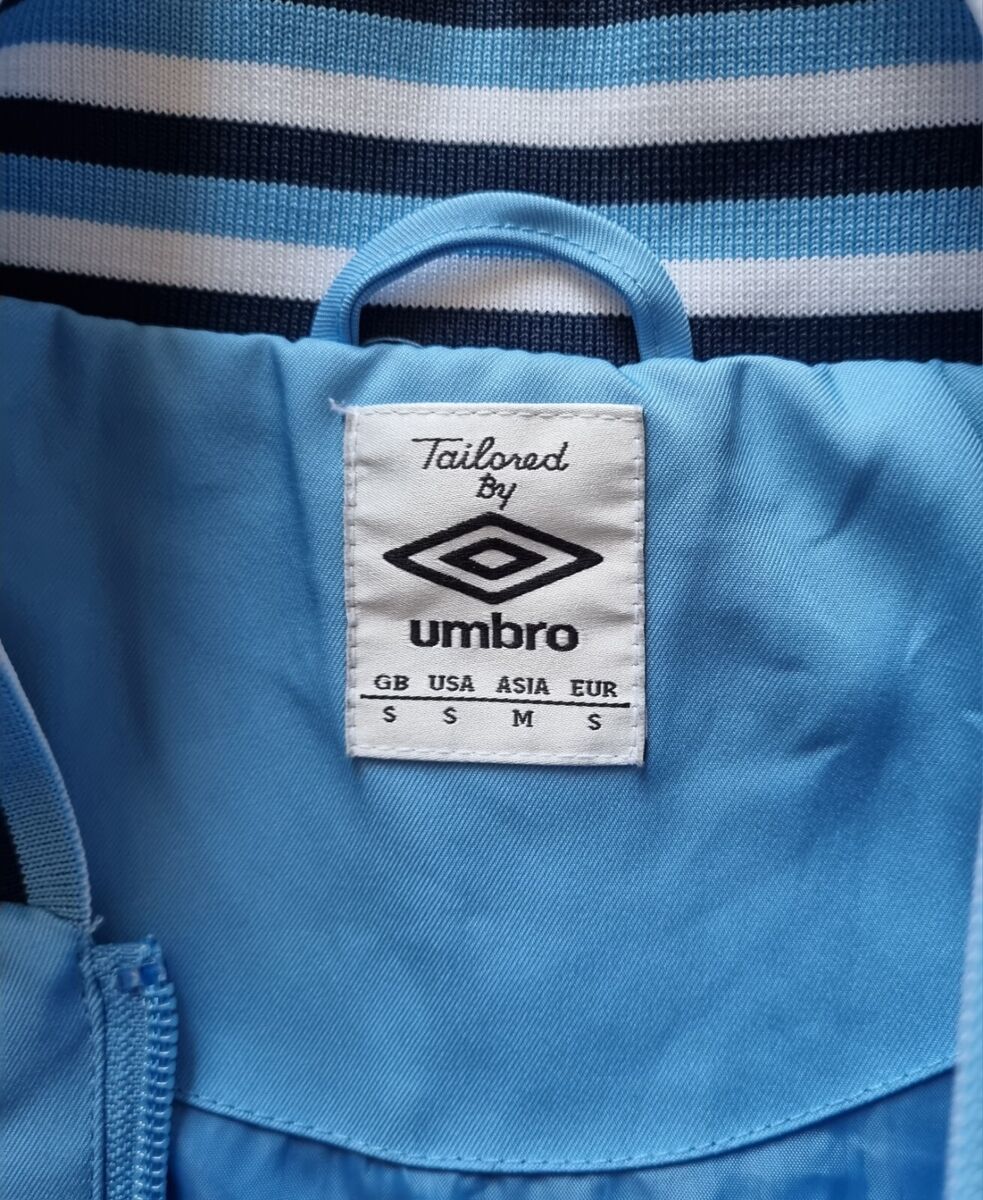 Tailored
By
umbro
GB USA ASIA EUR
S S M S